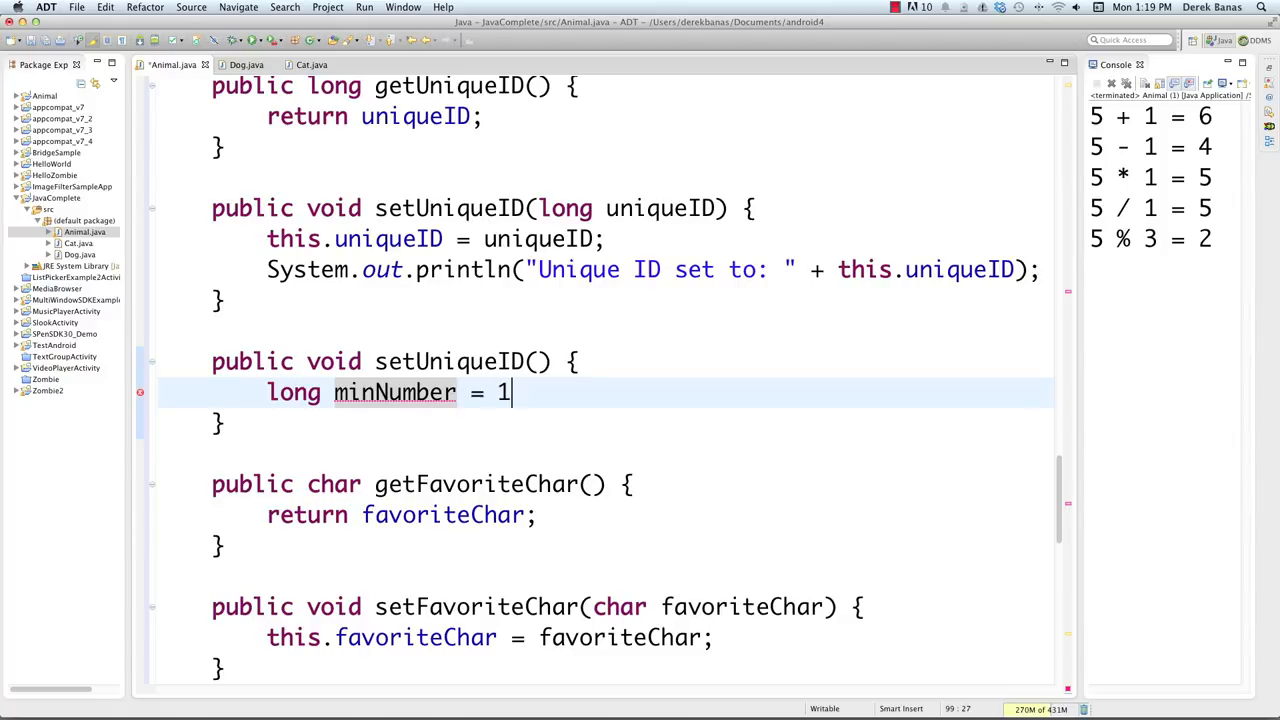 ADT File Edit Refactor Source Navigate Search Project Run Window Help 10 Mon 1:19 PM Derek Banas
Java - JavaComplete/src/Animal.java - ADT - /Users/derekbanas/Documents/android4
Quick Access Java DDMS
Package Exp
*Animal.java Dog.java Cat.java
Console
<terminated> Animal (1) [Java Application] /S
Animal
appcompat_v7
appcompat_v7_2
appcompat_v7_3
appcompat_v7_4
BridgeSample
HelloWorld
HelloZombie
ImageFilterSampleApp
JavaComplete
src
(default package)
Animal.java
Cat.java
Dog.java
JRE System Library [
ListPickerExample2Activi
MediaBrowser
MultiWindowSDKExample
MusicPlayerActivity
SlookActivity
SPenSDK30_Demo
TestAndroid
TextGroupActivity
VideoPlayerActivity
Zombie
Zombie2
public long getUniqueID() {
return uniqueID;
}
public void setUniqueID(long uniqueID) {
this.uniqueID = uniqueID;
System.out.println("Unique ID set to: " + this.uniqueID);
}
public void setUniqueID() {
long minNumber = 1
}
public char getFavoriteChar() {
return favoriteChar;
}
public void setFavoriteChar(char favoriteChar) {
this.favoriteChar = favoriteChar;
}
5 + 1 = 6
5 - 1 = 4
5 * 1 = 5
5 / 1 = 5
5 % 3 = 2
Writable Smart Insert 99 : 27 270M of 431M